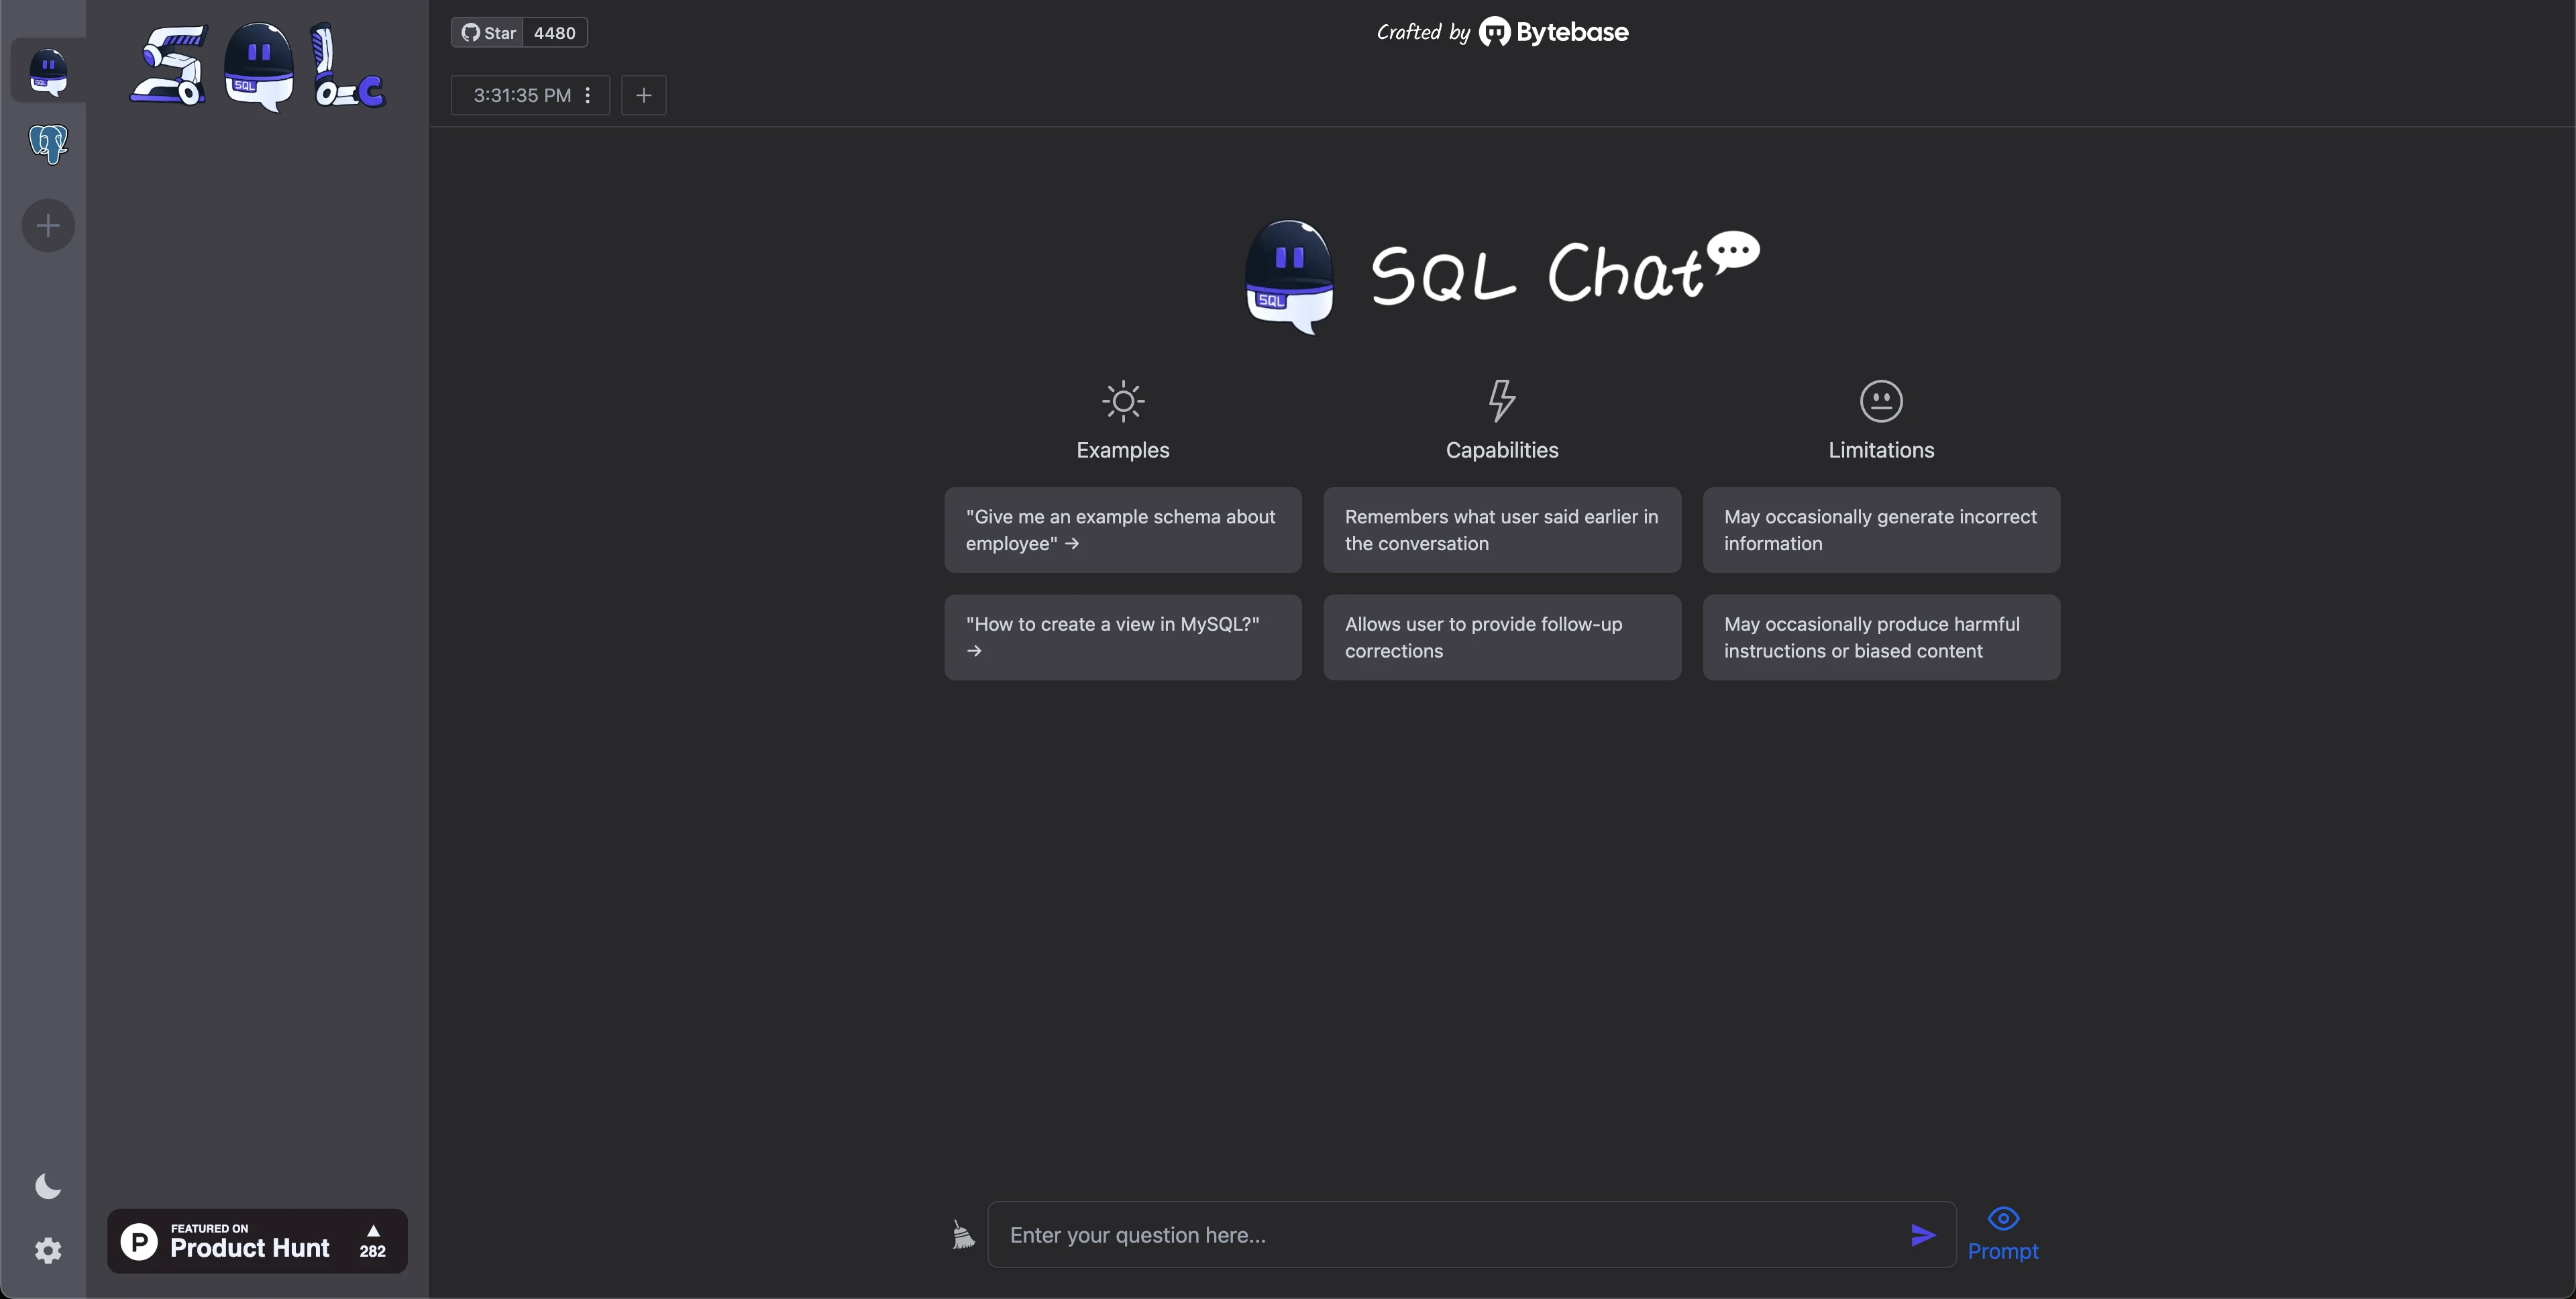 SQL
SQL
Star 4480
Crafted by Bytebase
3:31:35 PM
SQL
SQL Chat
Examples
Capabilities
Limitations
"Give me an example schema about
employee" →
Remembers what user said earlier in
the conversation
May occasionally generate incorrect
information
"How to create a view in MySQL?"
→
Allows user to provide follow-up
corrections
May occasionally produce harmful
instructions or biased content
P
FEATURED ON
Product Hunt
▲
282
Enter your question here...
Prompt